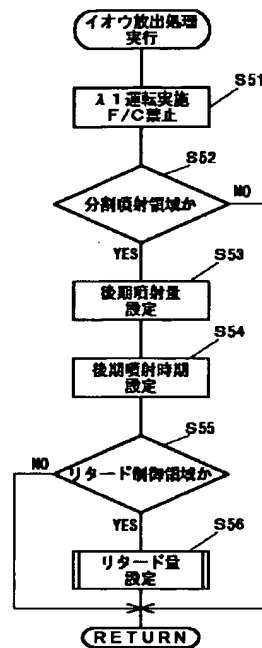 イオウ放出処理
実行
S51
λ1運転実施
F/C禁止
S52
分割噴射領域か
NO
YES
S53
後期噴射量
設定
S54
後期噴射時期
設定
S55
NO
リタード制御領域か
YES
S56
リタード量
設定
RETURN